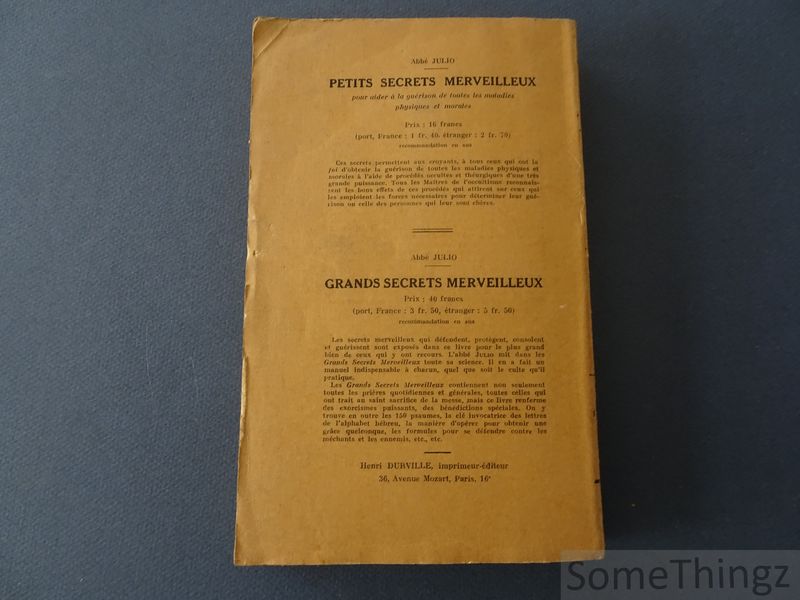 Abbé JULIO
PETITS SECRETS MERVEILLEUX
pour aider à la guérison de toutes les maladies
physiques et morales
Prix : 16 francs
(port, France : 1 fr. 40, étranger : 2 fr. 70)
recommandation en sus
Ces secrets permettent aux croyants, à tous ceux qui ont la
foi d'obtenir la guérison de toutes les maladies physiques et
morales à l'aide de procédés occultes et théurgiques d'une très
grande puissance. Tous les Maîtres de l'occultisme reconnais-
sent les bons effets de ces procédés qui attirent sur ceux qui
les emploient les forces nécessaires pour déterminer leur gué-
rison ou celle des personnes qui leur sont chères.
Abbé JULIO
GRANDS SECRETS MERVEILLEUX
Prix : 40 francs
(port, France : 3 fr. 50, étranger : 5 fr. 50)
recommandation en sus
Les secrets merveilleux qui défendent, protègent, consolent
et guérissent sont exposés dans ce livre pour le plus grand
bien de ceux qui y ont recours. L'abbé JULIO mit dans les
Grands Secrets Merveilleux toute sa science. Il en a fait un
manuel indispensable à chacun, quel que soit le culte qu'il
pratique.
Les Grands Secrets Merveilleux contiennent non seulement
toutes les prières quotidiennes et générales, toutes celles qui
ont trait au saint sacrifice de la messe, mais ce livre renferme
des exorcismes puissants, des bénédictions spéciales. On y
trouve en outre les 150 psaumes, la clé invocatrice des lettres
de l'alphabet hébreu, la manière d'opérer pour obtenir une
grâce quelconque, les formules pour se défendre contre les
méchants et les ennemis, etc., etc.
Henri DURVILLE, imprimeur-éditeur
36, Avenue Mozart, Paris, 16e
SomeThingz